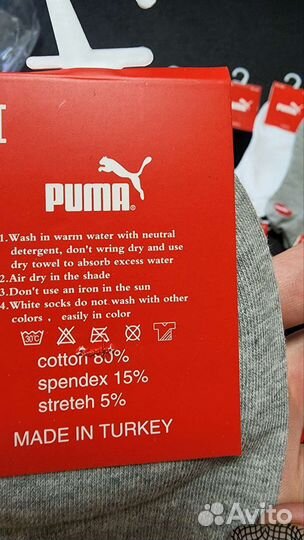 PUMA®
1.Wash in warm water with neutral
detergent, don't wring dry and use
dry towel to absorb excess water
2.Air dry in the shade
3.Don't use an iron in the sun
4.White socks do not wash with other
colors , easily in color
30°C
cotton 80%
spendex 15%
streteh 5%
MADE IN TURKEY
Avito